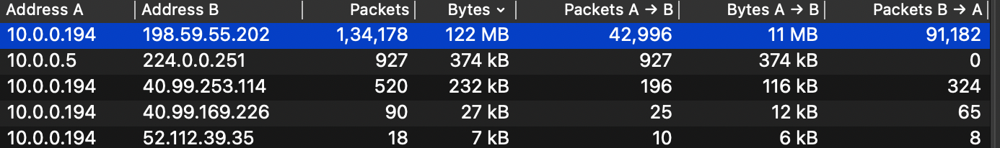 Address A Address B Packets Bytes Packets A → B Bytes A → B Packets B → A
10.0.0.194 198.59.55.202 1,34,178 122 MB 42,996 11 MB 91,182
10.0.0.5 224.0.0.251 927 374 kB 927 374 kB 0
10.0.0.194 40.99.253.114 520 232 kB 196 116 kB 324
10.0.0.194 40.99.169.226 90 27 kB 25 12 kB 65
10.0.0.194 52.112.39.35 18 7 kB 10 6 kB 8